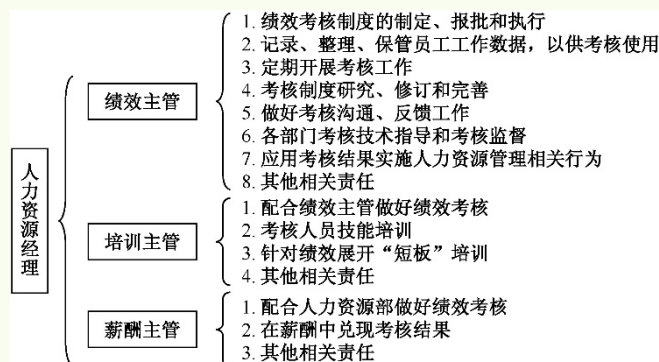 人力资源经理
绩效主管
1. 绩效考核制度的制定、报批和执行
2. 记录、整理、保管员工工作数据，以供考核使用
3. 定期开展考核工作
4. 考核制度研究、修订和完善
5. 做好考核沟通、反馈工作
6. 各部门考核技术指导和考核监督
7. 应用考核结果实施人力资源管理相关行为
8. 其他相关责任
培训主管
1. 配合绩效主管做好绩效考核
2. 考核人员技能培训
3. 针对绩效展开“短板”培训
4. 其他相关责任
薪酬主管
1. 配合人力资源部做好绩效考核
2. 在薪酬中兑现考核结果
3. 其他相关责任